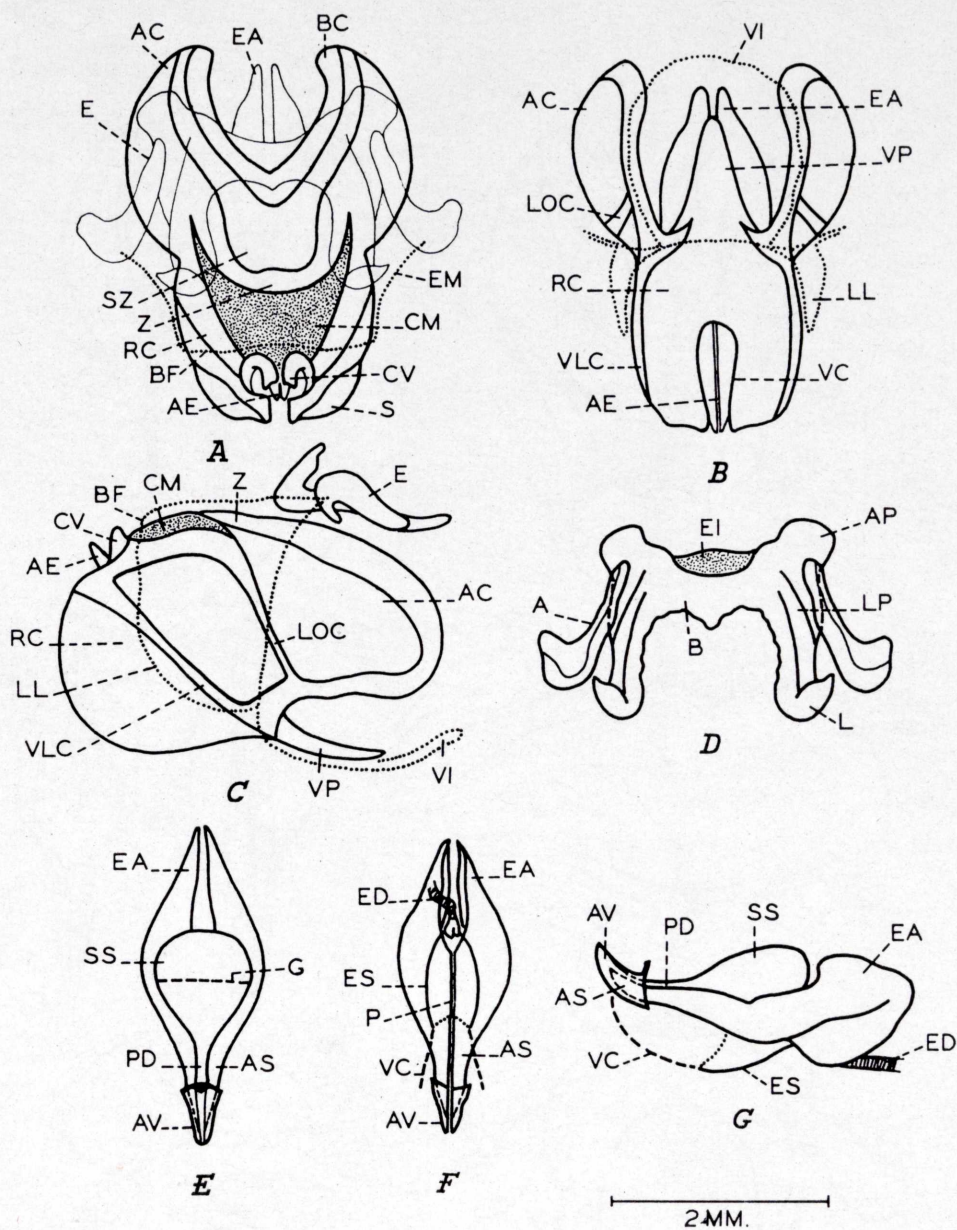 AC EA BC
E
SZ
Z
RC
BF
AE
EM
CM
CV
S
A
VI
AC EA
VP
LOC
RC LL
VLC VC
AE
B
BF CM Z E
CV
AE
AC
RC LOC
LL
VLC
VP VI
C
EI AP
A LP
B
L
D
EA
SS G
PD AS
AV
E
EA
ED
ES
P
AS
VC
AV
F
AV PD SS EA
AS
VC ES ED
G
2 MM.